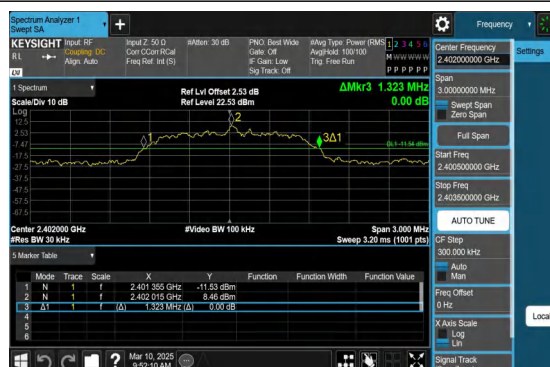 Spectrum Analyzer 1
Swept SA
Frequency
Settings
KEYSIGHT
RL
Input: RF
Coupling: DC
Align: Auto
Input Z: 50 Ω
Corr CCorr RCal
Freq Ref: Int (S)
#Atten: 30 dB
PNO: Best Wide
Gate: Off
IF Gain: Low
Sig Track: Off
#Avg Type: Power (RMS)
Avg|Hold: 100/100
Trig: Free Run
1 2 3 4 5 6
M W W W W W
P P P P P P
1 Spectrum
Scale/Div 10 dB
Ref Lvl Offset 2.53 dB
Ref Level 22.53 dBm
ΔMkr3 1.323 MHz
0.00 dB
Log
12.5
2.53
-7.47
-17.5
-27.5
-37.5
-47.5
-57.5
-67.5
1
2
3Δ1
DL1 -11.54 dBm
Center 2.402000 GHz
#Video BW 100 kHz
Span 3.000 MHz
#Res BW 30 kHz
Sweep 3.20 ms (1001 pts)
5 Marker Table
Mode Trace Scale X Y Function Function Width Function Value
1 N 1 f 2.401 355 GHz -11.53 dBm
2 N 1 f 2.402 015 GHz 8.46 dBm
3 Δ1 1 f (Δ) 1.323 MHz (Δ) 0.00 dB
4
5
6
Mar 10, 2025
9:52:10 AM
Center Frequency
2.402000000 GHz
Span
3.00000000 MHz
Swept Span
Zero Span
Full Span
Start Freq
2.400500000 GHz
Stop Freq
2.403500000 GHz
AUTO TUNE
CF Step
300.000 kHz
Auto
Man
Freq Offset
0 Hz
X Axis Scale
Log
Lin
Signal Track
Local